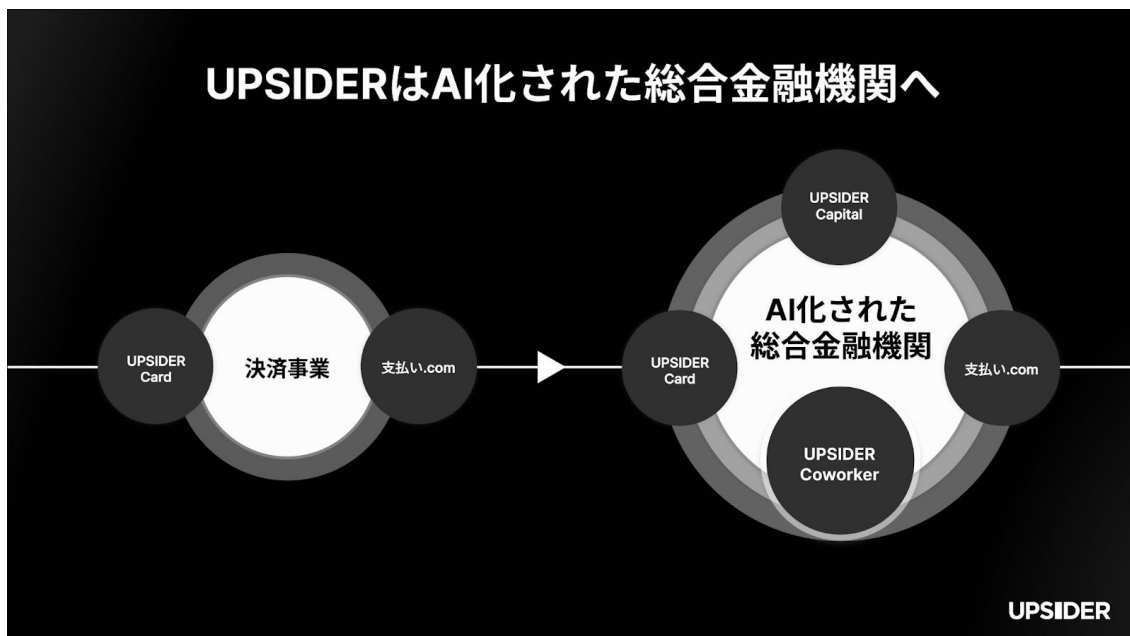 UPSIDERはAI化された総合金融機関へ
UPSIDER
Card
決済事業
支払い.com
UPSIDER
Capital
UPSIDER
Card
AI化された
総合金融機関
支払い.com
UPSIDER
Coworker
UPSIDER